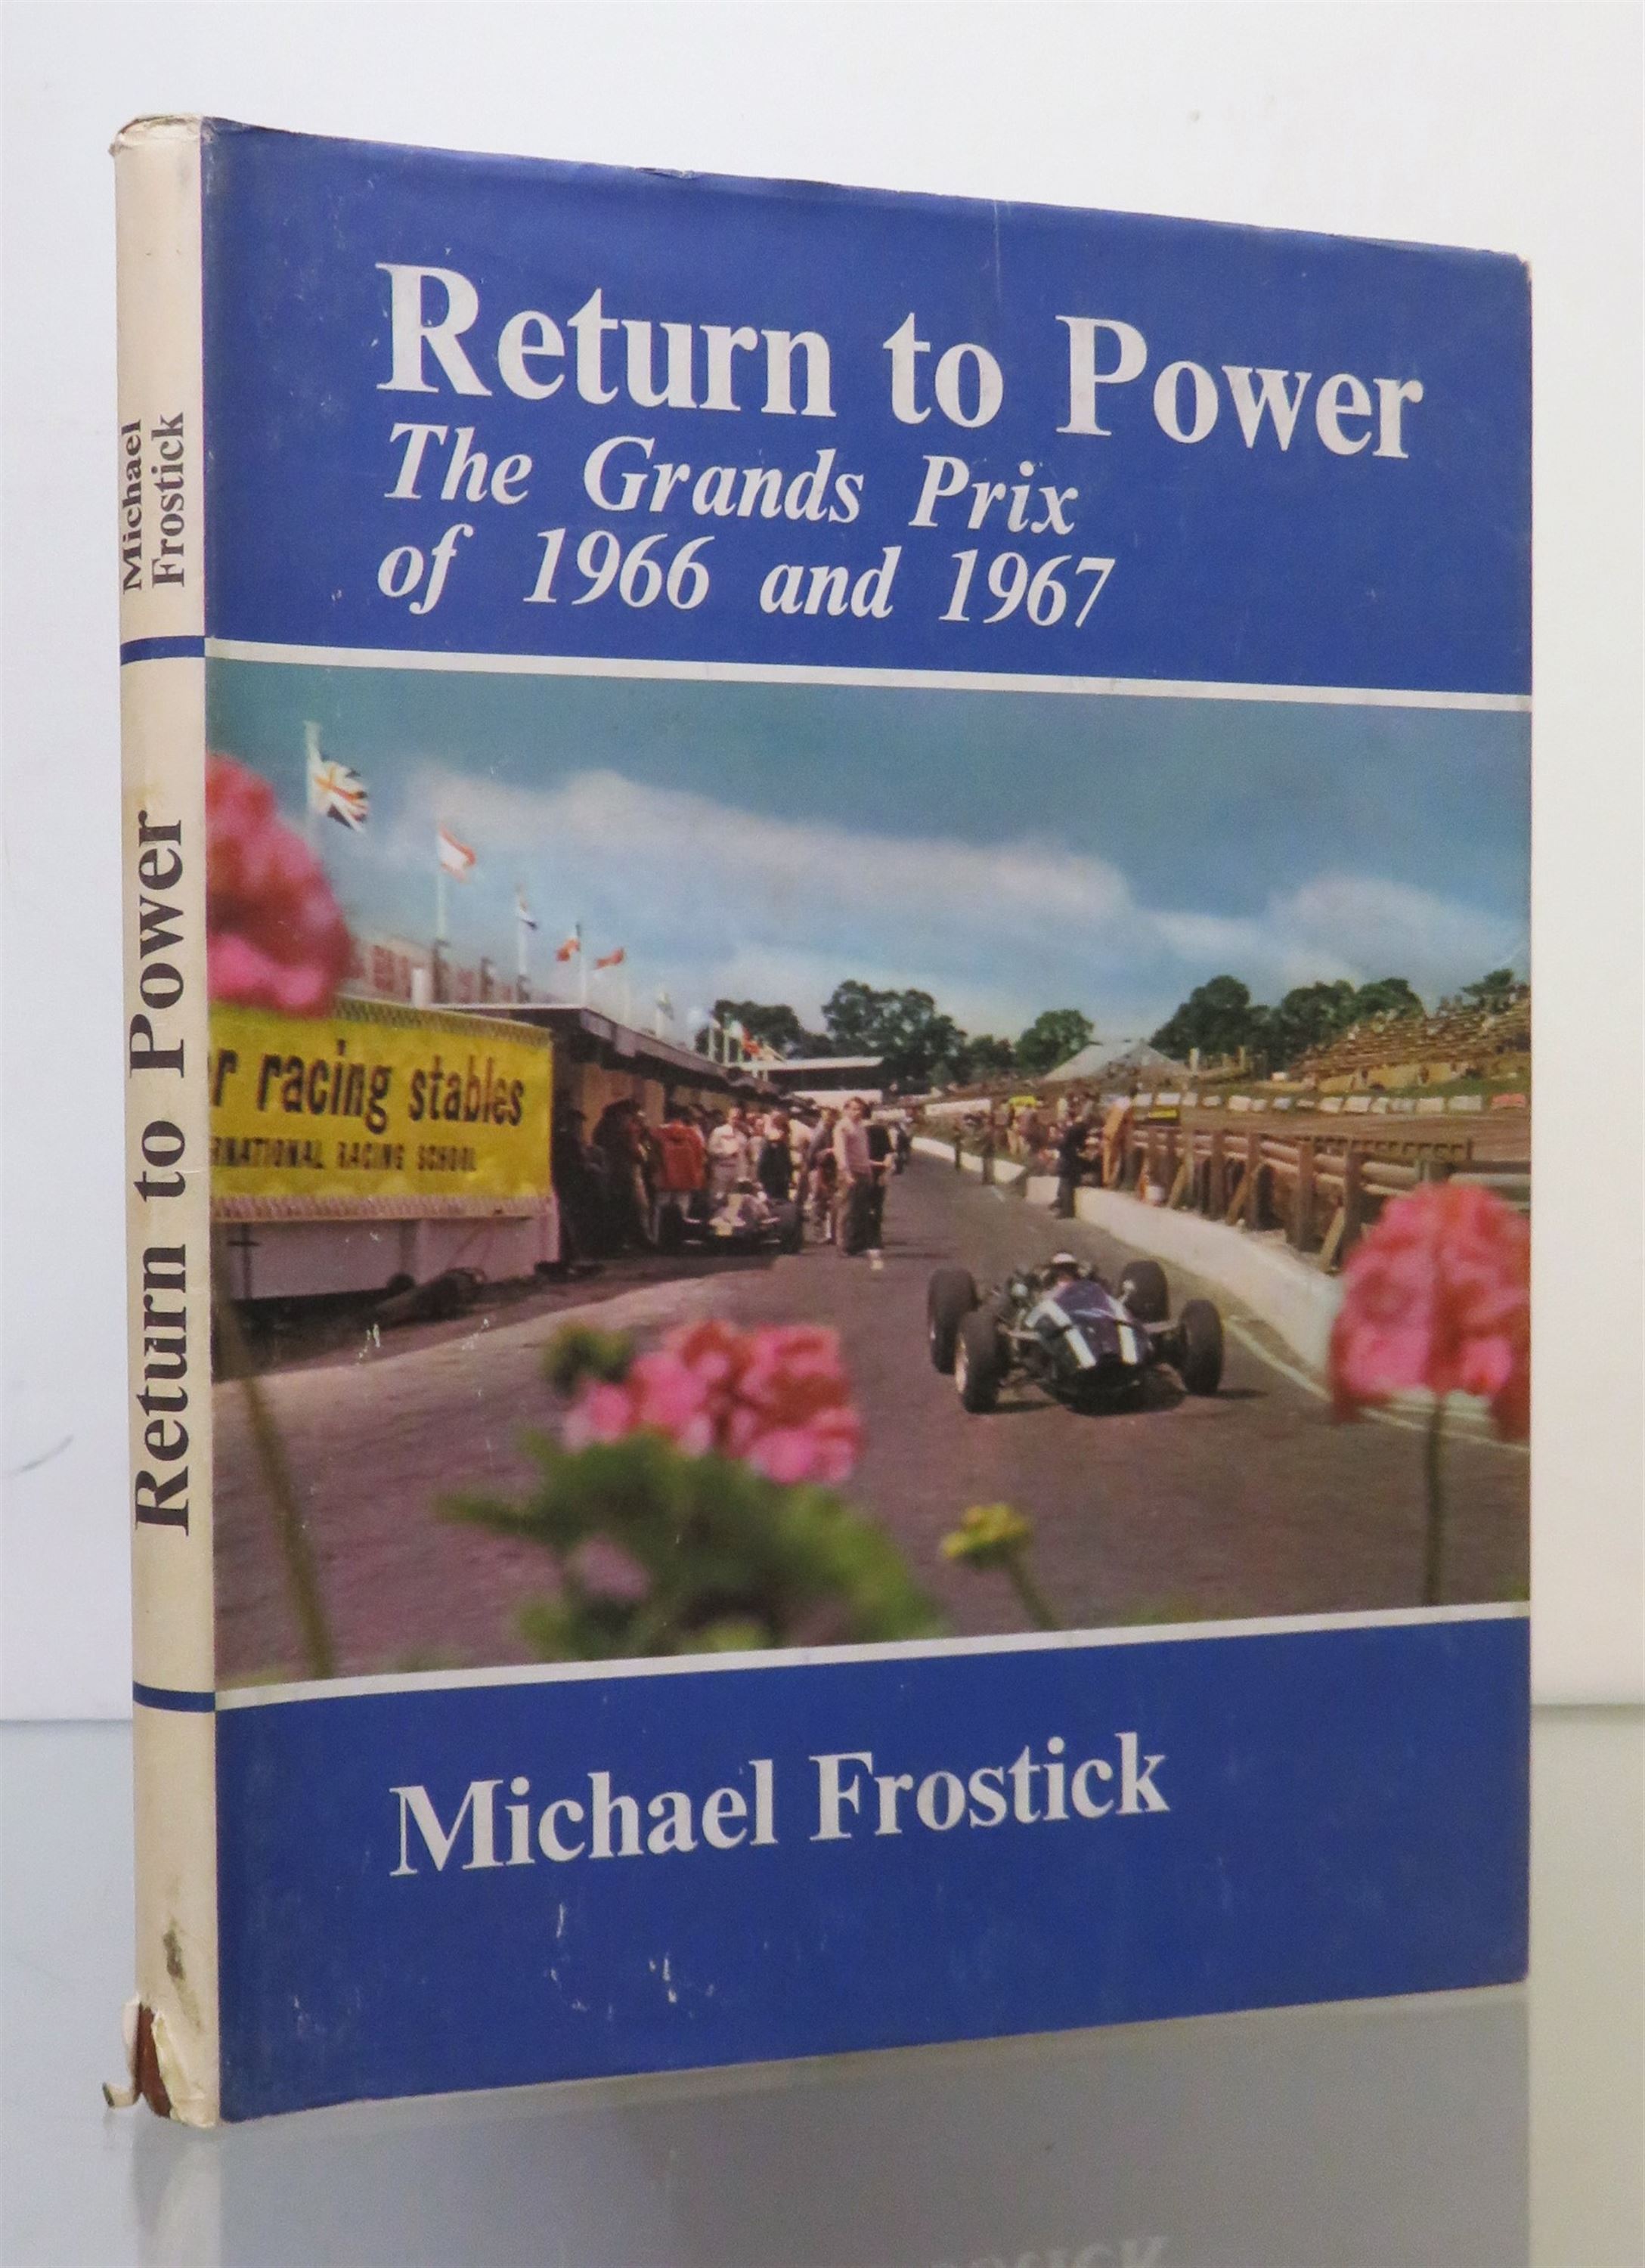 Return to Power
The Grands Prix
of 1966 and 1967
r racing stables
RNATIONAL RACING SCHOOL
Michael Frostick
Michael
Frostick
Return to Power